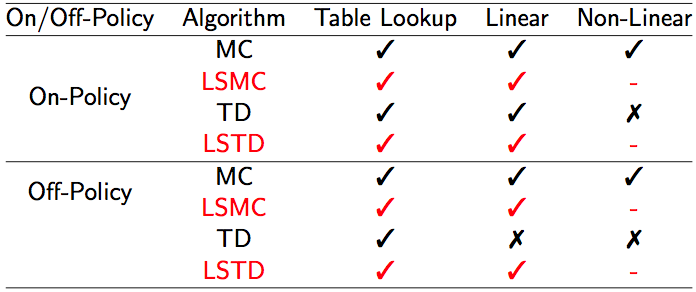 On/Off-Policy Algorithm Table Lookup Linear Non-Linear
MC ✓ ✓ ✓
LSMC ✓ ✓ -
On-Policy
TD ✓ ✓ ✗
LSTD ✓ ✓ -
MC ✓ ✓ ✓
Off-Policy
LSMC ✓ ✓ -
TD ✓ ✗ ✗
LSTD ✓ ✓ -